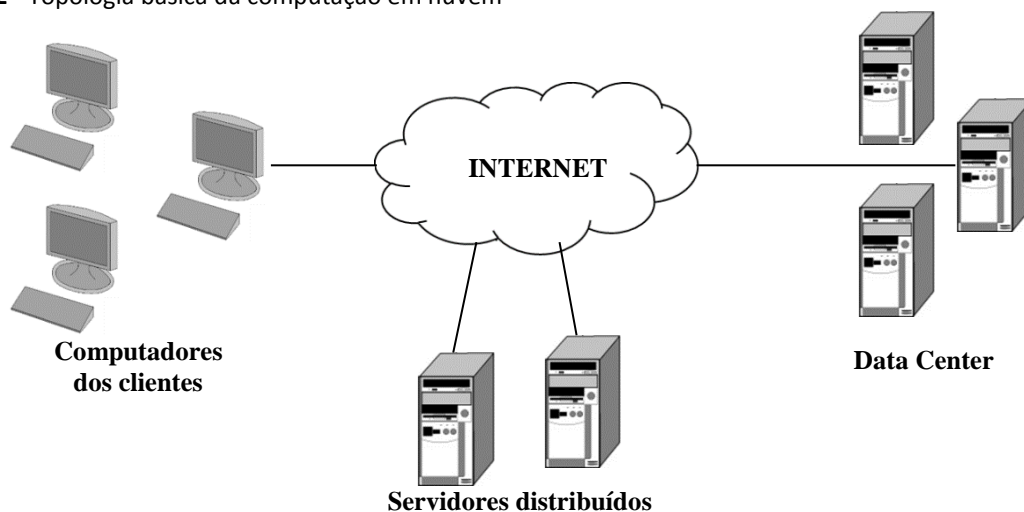 Topologia básica da computação em nuvem
INTERNET
Computadores
dos clientes
Data Center
Servidores distribuídos